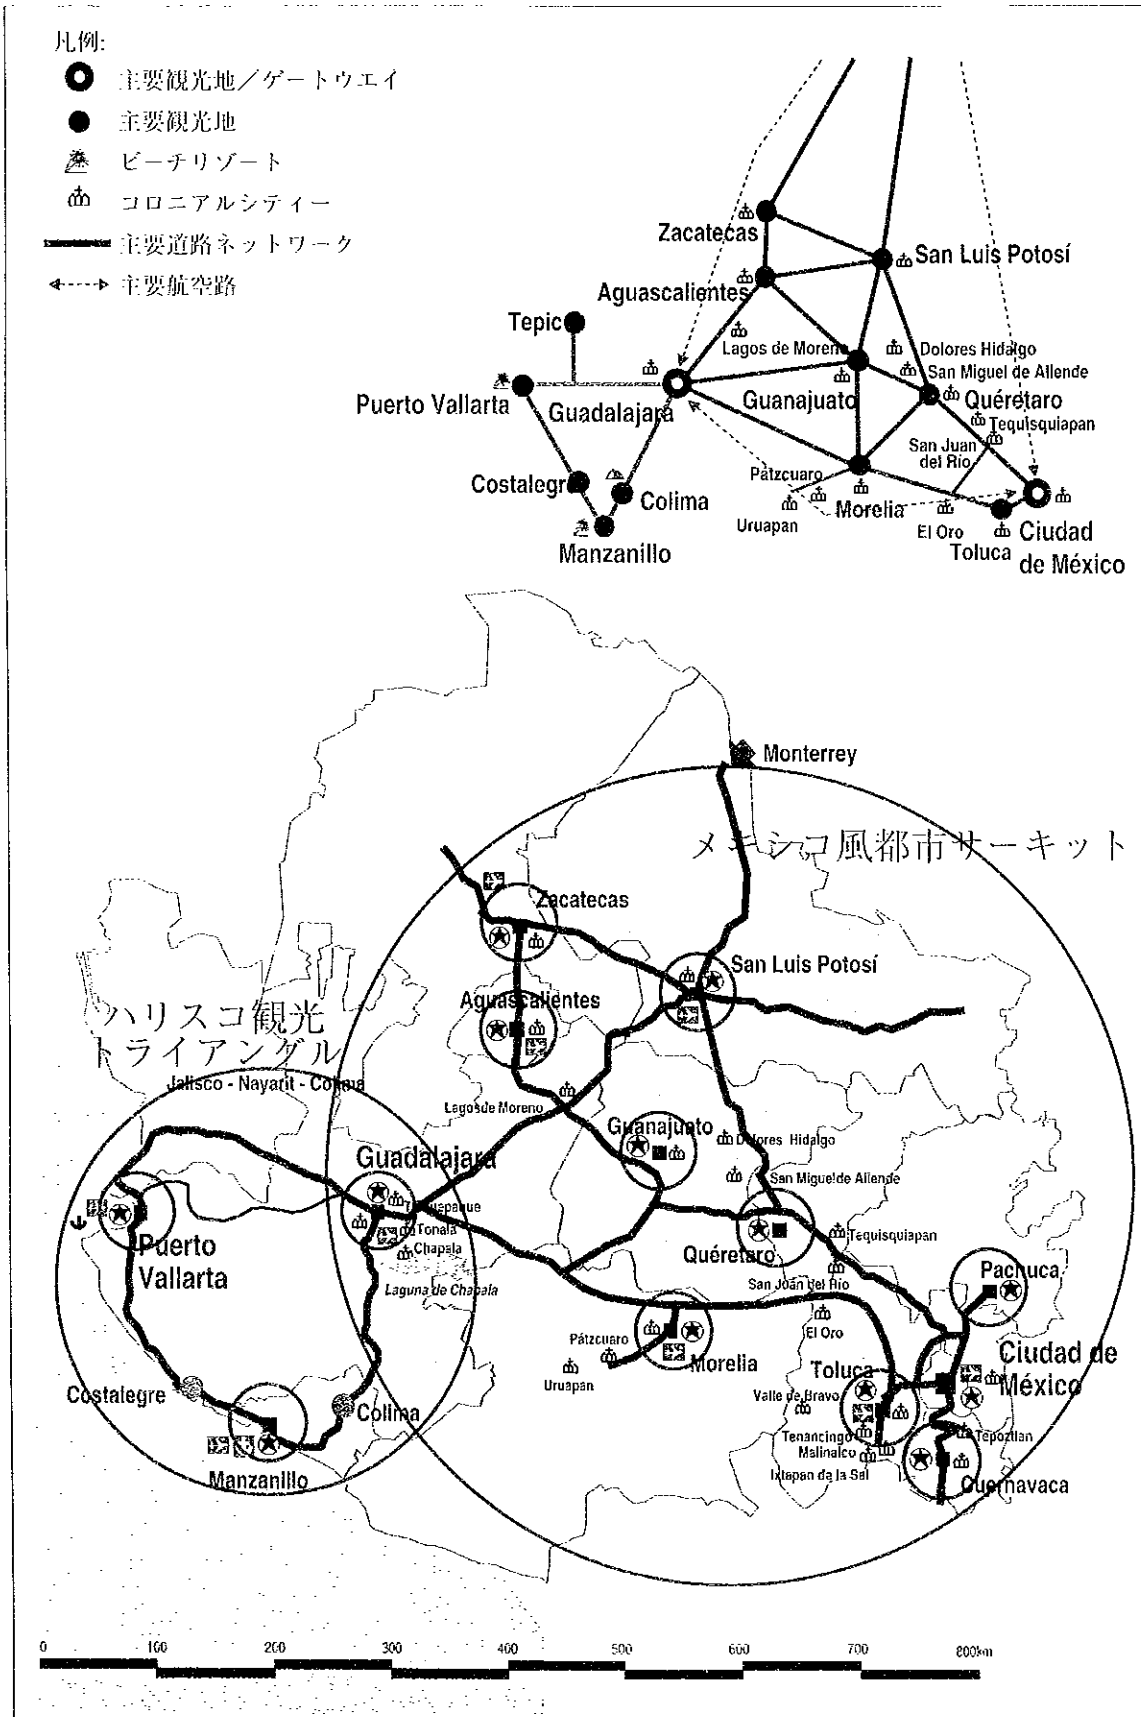 凡例:
主要観光地／ゲートウエイ
主要観光地
ビーチリゾート
コロニアルシティー
主要道路ネットワーク
主要航空路
Zacatecas
San Luis Potosí
Aguascalientes
Tepic
Lagos de Moreno
Dolores Hidalgo
San Miguel de Allende
Puerto Vallarta
Guadalajara
Guanajuato
Quéretaro
Tequisquiapan
San Juan
del Río
Costalegre
Colima
Pátzcuaro
Uruapan
Morelia
El Oro
Manzanillo
Toluca
Ciudad
de México
Monterrey
メキシコ風都市サーキット
Zacatecas
San Luis Potosí
Aguascalientes
ハリスコ観光
トライアングル
Jalisco - Nayarit - Colima
Lagos de Moreno
Guanajuato
Dolores Hidalgo
Guadalajara
San Miguel de Allende
Tlaquepaque
Tonala
Chapala
Laguna de Chapala
Puerto
Vallarta
Quéretaro
Tequisquiapan
San Juan del Río
Pachuca
El Oro
Pátzcuaro
Uruapan
Morelia
Toluca
Ciudad de
México
Costalegre
Colima
Valle de Bravo
Tenancingo
Malinalco
Ixtapan de la Sal
Tepoztlan
Manzanillo
Cuernavaca
0 100 200 300 400 500 600 700 800km